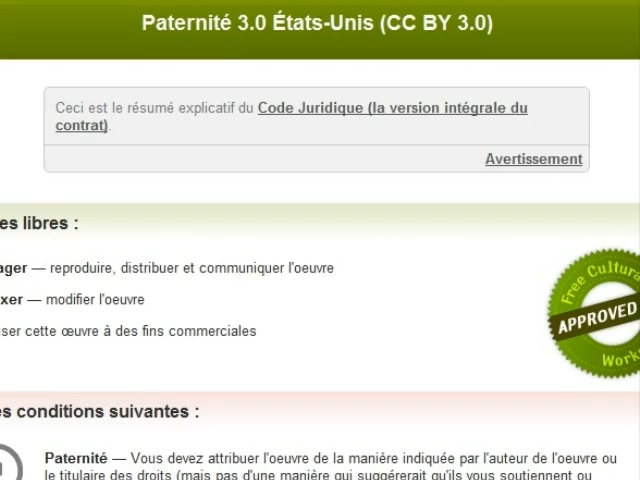 Paternité 3.0 États-Unis (CC BY 3.0)
Ceci est le résumé explicatif du Code Juridique (la version intégrale du
contrat).
Avertissement
es libres :
ager — reproduire, distribuer et communiquer l'oeuvre
xer — modifier l'oeuvre
iser cette œuvre à des fins commerciales
Free Cultura
APPROVED
Works
es conditions suivantes :
Paternité — Vous devez attribuer l'oeuvre de la manière indiquée par l'auteur de l'oeuvre ou
le titulaire des droits (mais pas d'une manière qui suggérerait qu'ils vous soutiennent ou